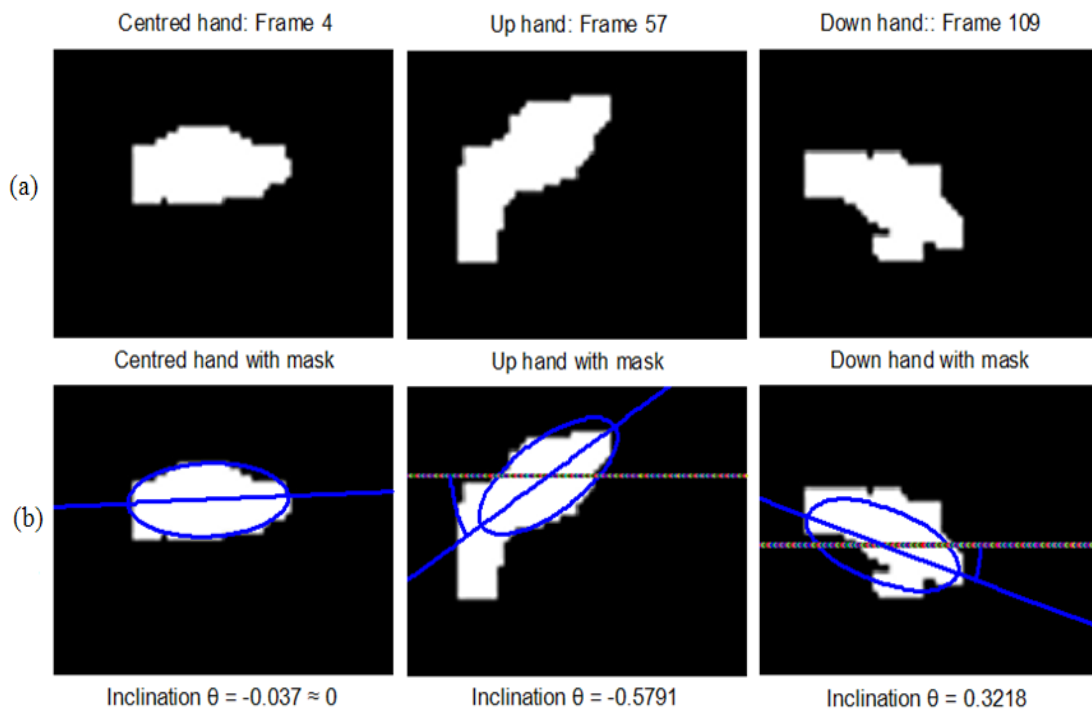 Centred hand: Frame 4
Up hand: Frame 57
Down hand:: Frame 109
(a)
Centred hand with mask
Up hand with mask
Down hand with mask
(b)
Inclination θ = -0.037 ≈ 0
Inclination θ = -0.5791
Inclination θ = 0.3218